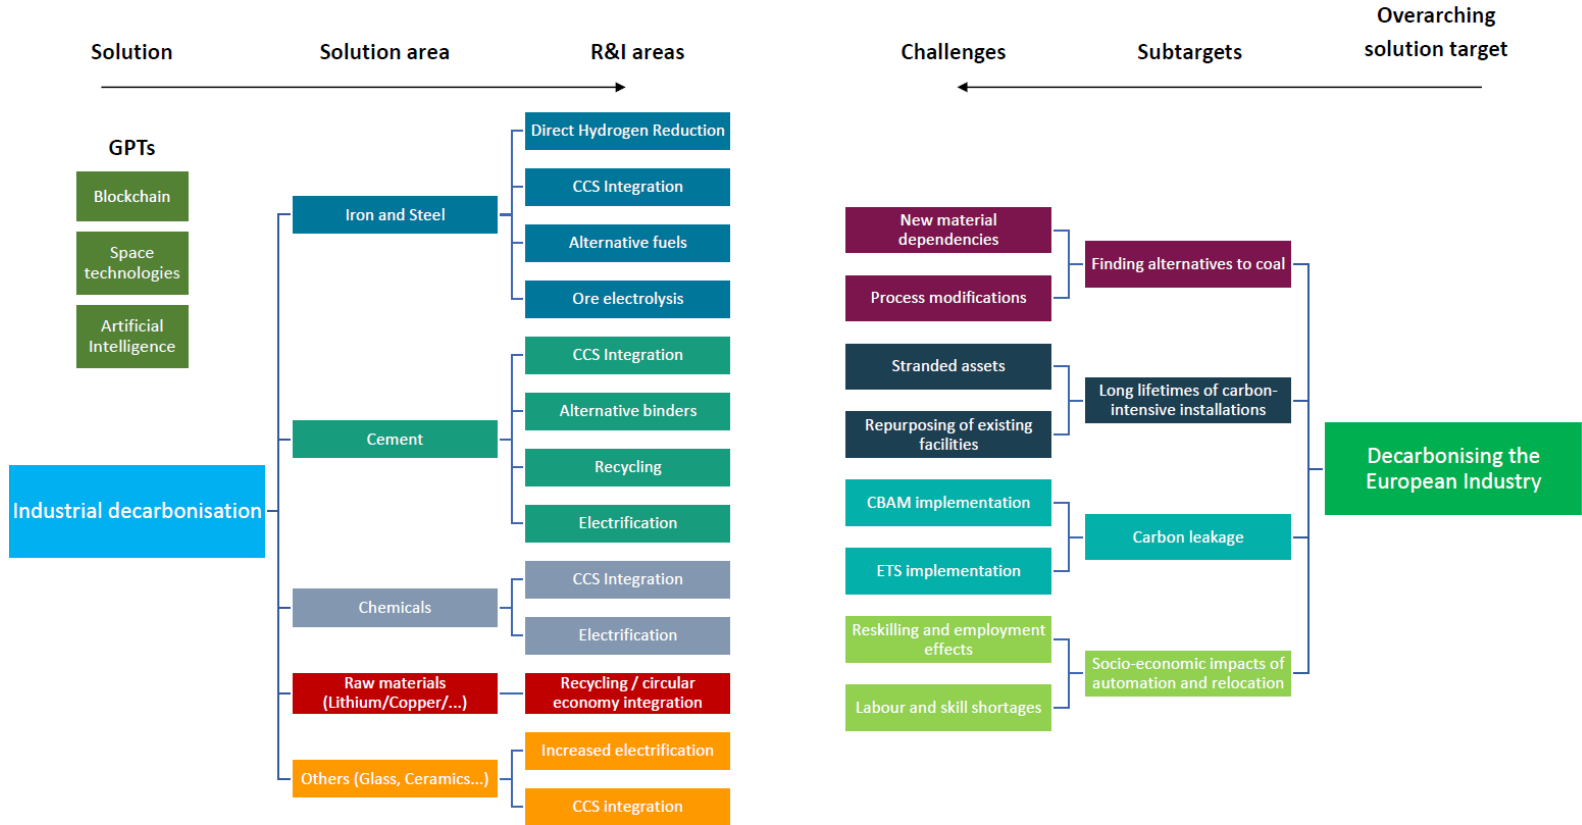 Solution
Solution area
R&I areas
Challenges
Subtargets
Overarching
solution target
GPTs
Blockchain
Space
technologies
Artificial
Intelligence
Industrial decarbonisation
Iron and Steel
Direct Hydrogen Reduction
CCS Integration
Alternative fuels
Ore electrolysis
Cement
CCS Integration
Alternative binders
Recycling
Electrification
Chemicals
CCS Integration
Electrification
Raw materials
(Lithium/Copper/...)
Recycling / circular
economy integration
Others (Glass, Ceramics...)
Increased electrification
CCS integration
New material
dependencies
Process modifications
Finding alternatives to coal
Stranded assets
Repurposing of existing
facilities
Long lifetimes of carbon-
intensive installations
CBAM implementation
ETS implementation
Carbon leakage
Reskilling and employment
effects
Labour and skill shortages
Socio-economic impacts of
automation and relocation
Decarbonising the
European Industry